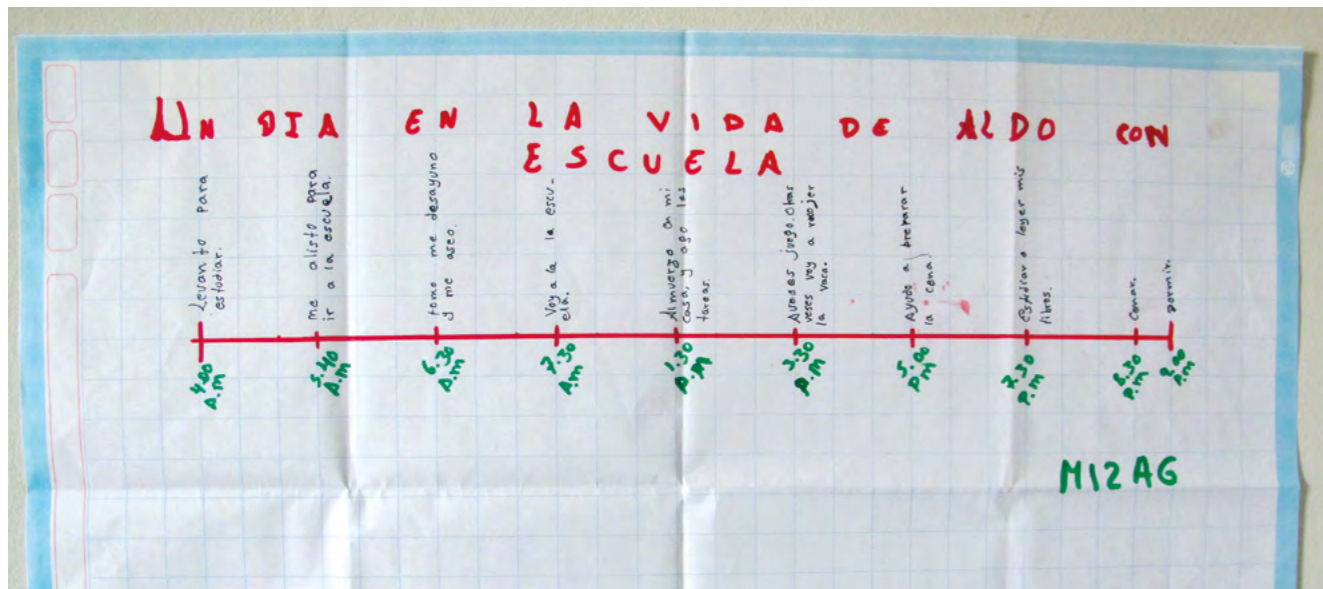 UN DIA EN LA VIDA DE ALDO CON
ESCUELA
Levanto para
estudiar.
me alisto para
ir a la escuela.
tomo me desayuno
y me aseo.
Voy a la la escu-
ela.
Almuerzo en mi
casa, y ago las
tareas.
Aveses juego. Otras
veses voy a recojer
la vaca.
Ayudo a preparar
la cena
a leyer mis
libros.
Cenar.
Dormir.
4.00
A.M
5.40
A.M
6.30
A.M
7.30
A.M
1.30
P.M
3.30
P.M
5.00
P.M
7.30
P.M
8.30
P.M
9.00
P.M
M12AG